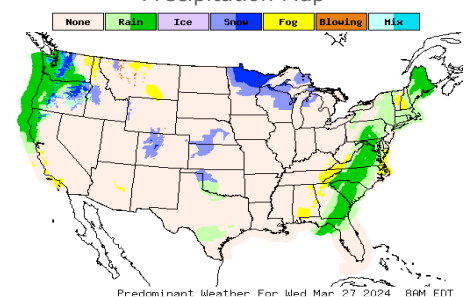 Precipitation Map
None Rain Ice Snow Fog Blowing Mix
Predominant Weather For Wed Mar 27 2024 8AM EDT